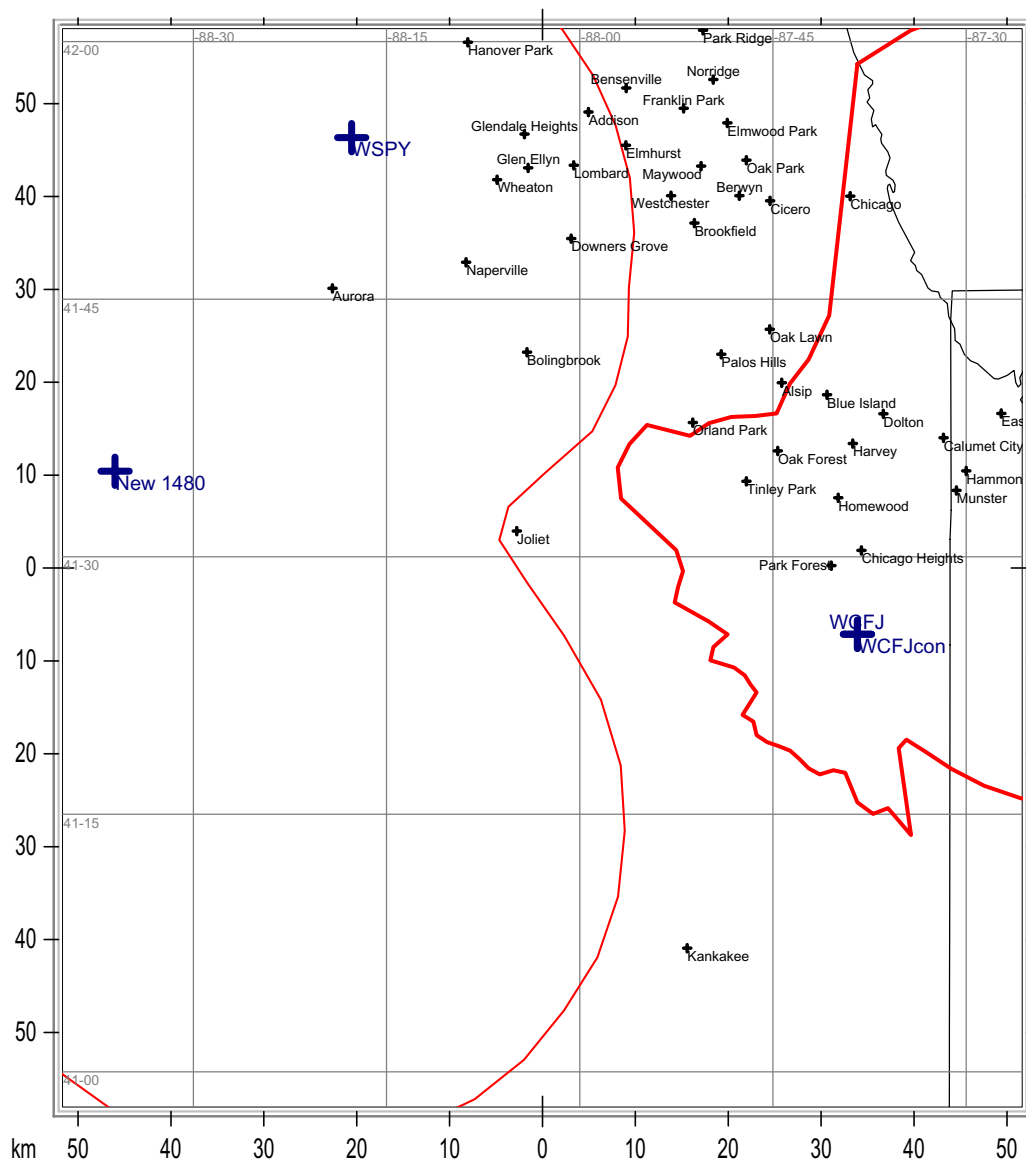 42-00
-88-30
-88-15
-88-00
-87-45
-87-30
Park Ridge
Hanover Park
Norridge
Bensenville
50
Franklin Park
Addison
Elmwood Park
Glendale Heights
WSPY
Elmhurst
Glen Ellyn
Lombard
Maywood
Oak Park
Wheaton
Berwyn
40
Westchester
Cicero
Chicago
Brookfield
Downers Grove
Naperville
30
Aurora
41-45
Oak Lawn
Bolingbrook
Palos Hills
20
Alsip
Blue Island
Dolton
Eas
Orland Park
Harvey
Calumet City
Oak Forest
10
New 1480
Hammon
Tinley Park
Munster
Homewood
Joliet
41-30
Chicago Heights
0
Park Forest
WCFJ
WCFJcon
10
20
41-15
30
40
Kankakee
50
41-00
km
50
40
30
20
10
0
10
20
30
40
50